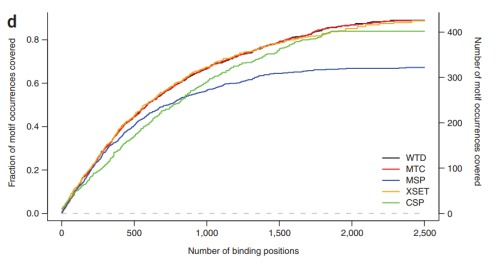 d
Fraction of motif occurrences covered
0.8
0.6
0.4
0.2
0.0
400
300
200
100
0
Number of motif occurrences covered
WTD
MTC
MSP
XSET
CSP
0 500 1,000 1,500 2,000 2,500
Number of binding positions